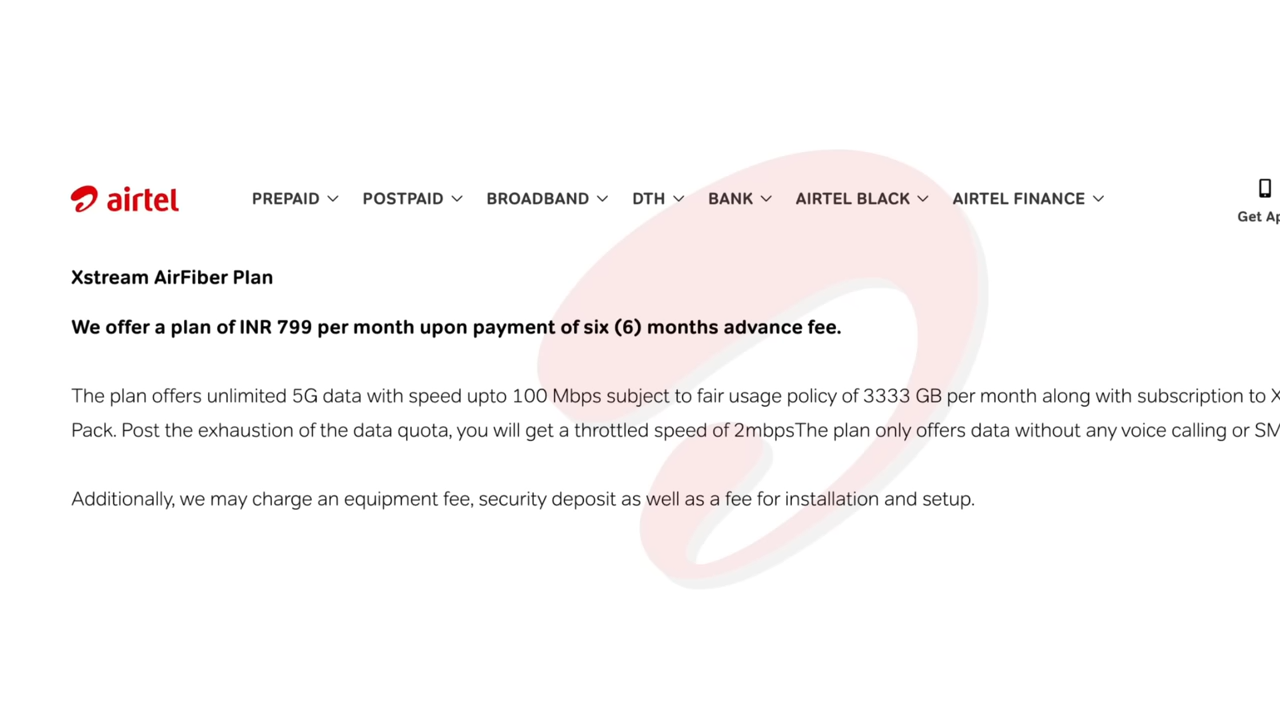 airtel PREPAID POSTPAID BROADBAND DTH BANK AIRTEL BLACK AIRTEL FINANCE
Get Ap
Xstream AirFiber Plan
We offer a plan of INR 799 per month upon payment of six (6) months advance fee.
The plan offers unlimited 5G data with speed upto 100 Mbps subject to fair usage policy of 3333 GB per month along with subscription to X
Pack. Post the exhaustion of the data quota, you will get a throttled speed of 2mbpsThe plan only offers data without any voice calling or SM
Additionally, we may charge an equipment fee, security deposit as well as a fee for installation and setup.